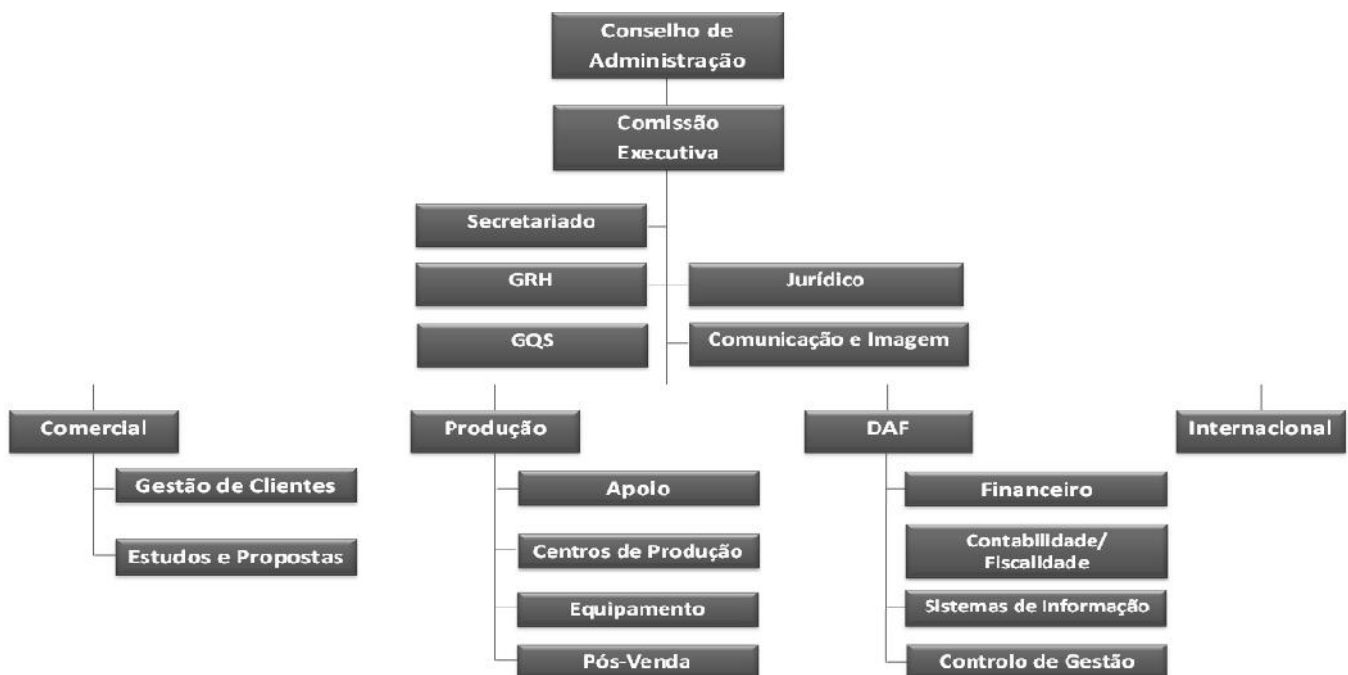 Conselho de
Administração
Comissão
Executiva
Secretariado
GRH
Jurídico
GQS
Comunicação e Imagem
Comercial
Produção
DAF
Internacional
Gestão de Clientes
Estudos e Propostas
Apoio
Centros de Produção
Equipamento
Pós-Venda
Financeiro
Contabilidade/
Fiscalidade
Sistemas de Informação
Controlo de Gestão